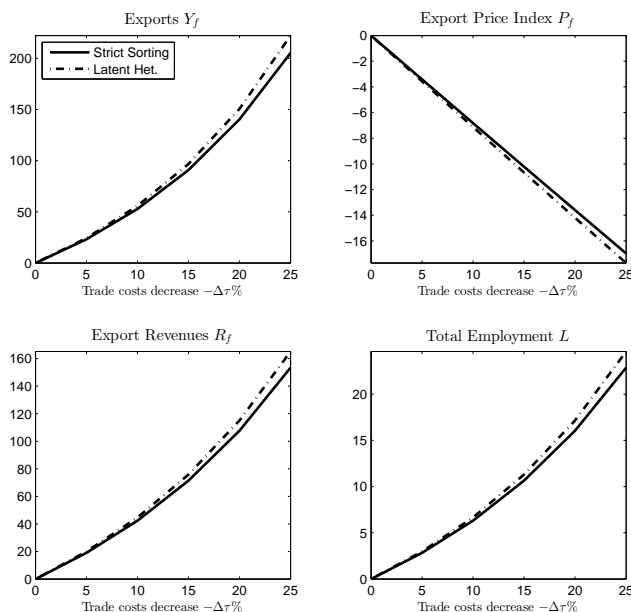 Exports Y_f
Strict Sorting
Latent Het.
200
150
100
50
0
0 5 10 15 20 25
Trade costs decrease −Δτ%
Export Price Index P_f
0
−2
−4
−6
−8
−10
−12
−14
−16
0 5 10 15 20 25
Trade costs decrease −Δτ%
Export Revenues R_f
160
140
120
100
80
60
40
20
0
0 5 10 15 20 25
Trade costs decrease −Δτ%
Total Employment L
20
15
10
5
0
0 5 10 15 20 25
Trade costs decrease −Δτ%